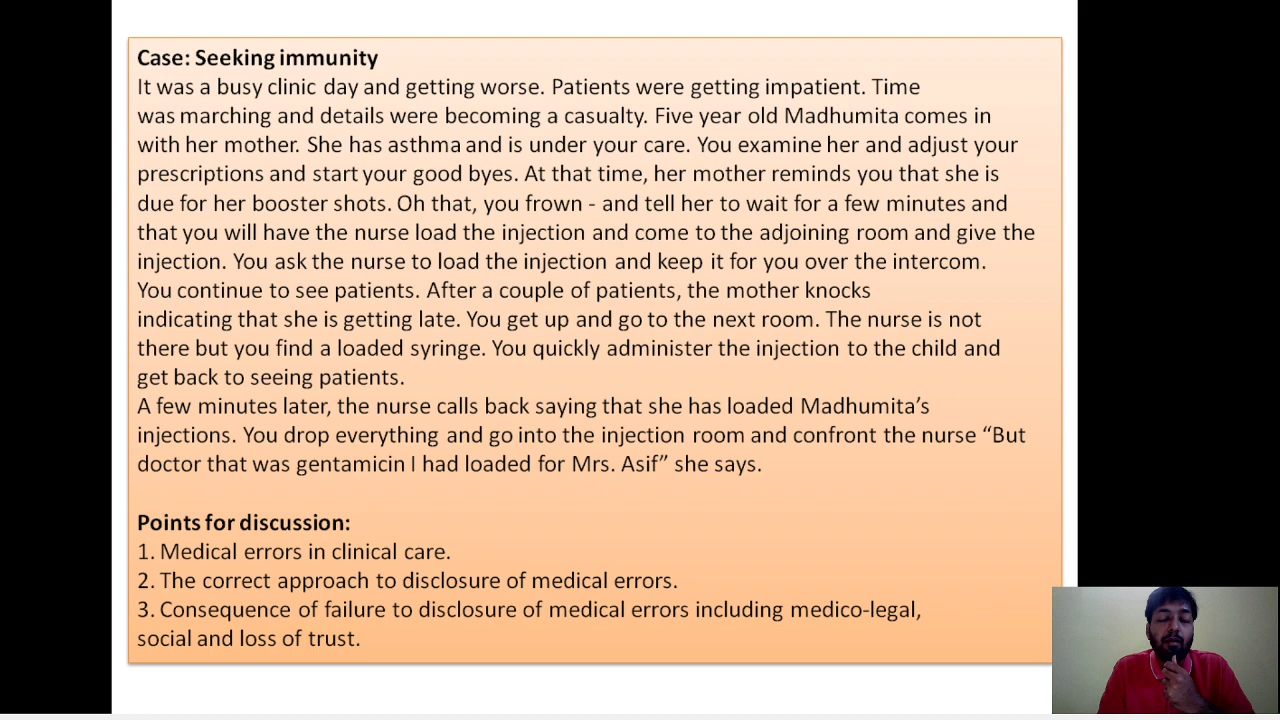 Case: Seeking immunity
It was a busy clinic day and getting worse. Patients were getting impatient. Time
was marching and details were becoming a casualty. Five year old Madhumita comes in
with her mother. She has asthma and is under your care. You examine her and adjust your
prescriptions and start your good byes. At that time, her mother reminds you that she is
due for her booster shots. Oh that, you frown - and tell her to wait for a few minutes and
that you will have the nurse load the injection and come to the adjoining room and give the
injection. You ask the nurse to load the injection and keep it for you over the intercom.
You continue to see patients. After a couple of patients, the mother knocks
indicating that she is getting late. You get up and go to the next room. The nurse is not
there but you find a loaded syringe. You quickly administer the injection to the child and
get back to seeing patients.
A few minutes later, the nurse calls back saying that she has loaded Madhumita’s
injections. You drop everything and go into the injection room and confront the nurse “But
doctor that was gentamicin I had loaded for Mrs. Asif” she says.
Points for discussion:
1. Medical errors in clinical care.
2. The correct approach to disclosure of medical errors.
3. Consequence of failure to disclosure of medical errors including medico-legal,
social and loss of trust.